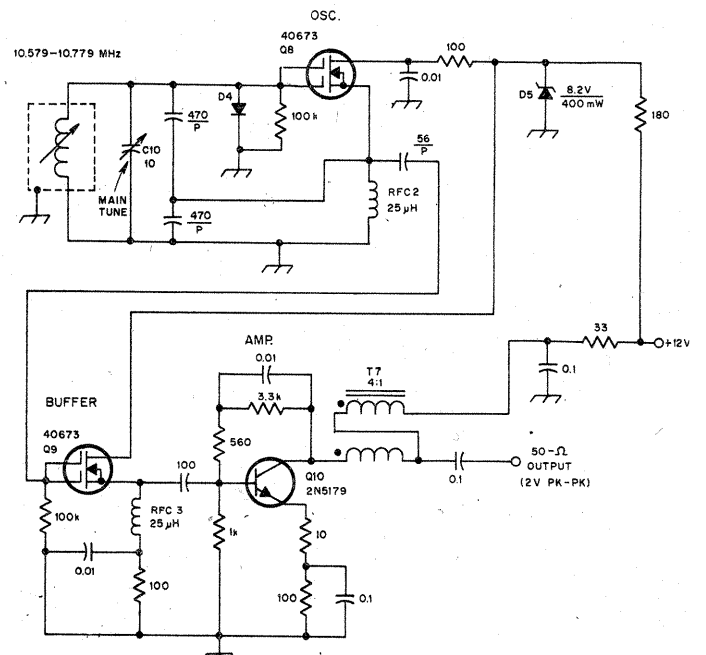 OSC.
10.579–10.779 MHz
40673
Q8
100
0.01
D5
8.2V
400 mW
180
D4
470
P
100k
C10
10
MAIN
TUNE
56
P
RFC2
25 μH
470
P
AMP.
0.01
3.3k
T7
4:1
33
+12V
0.1
BUFFER
40673
Q9
560
100
Q10
2N5179
50-Ω
OUTPUT
(2V PK-PK)
0.1
100k
RFC 3
25 μH
1k
10
0.01
100
100
0.1